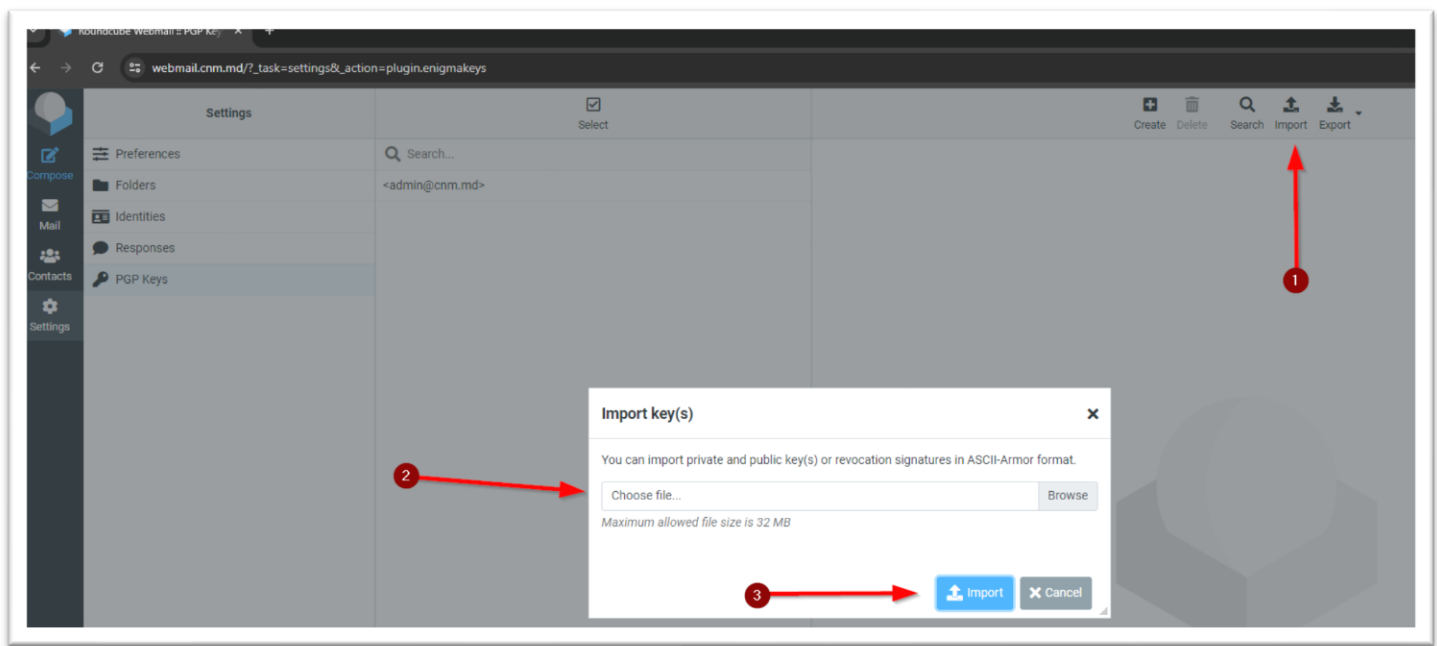 Roundcube Webmail :: PGP Key
webmail.cnm.md/?_task=settings&_action=plugin.enigmakeys
Settings
Select
Create Delete Search Import Export
Compose
Mail
Contacts
Settings
Preferences
Folders
Identities
Responses
PGP Keys
Search...
<admin@cnm.md>
1
Import key(s)
You can import private and public key(s) or revocation signatures in ASCII-Armor format.
2
Choose file... Browse
Maximum allowed file size is 32 MB
3
Import Cancel